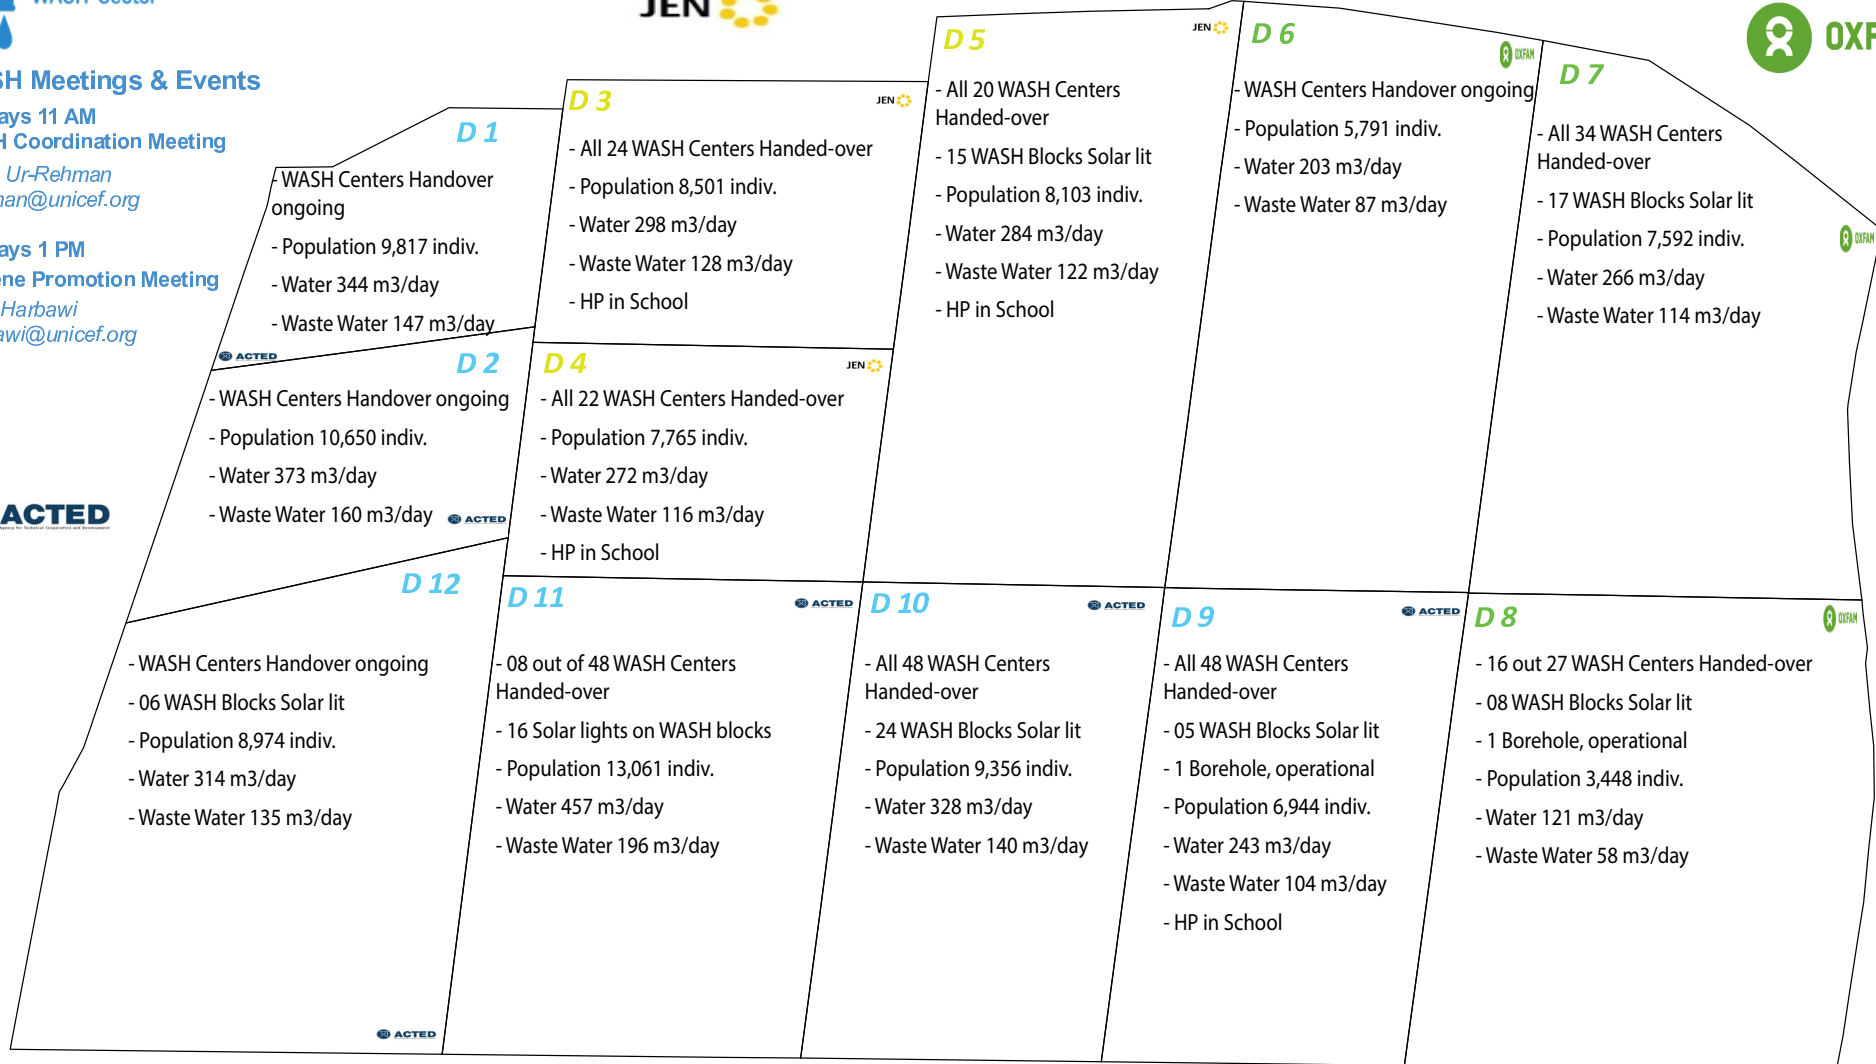 WASH Sector
JEN
OXF
SH Meetings & Events
ays 11 AM
H Coordination Meeting
Ur-Rehman
man@unicef.org
ays 1 PM
ene Promotion Meeting
Harbawi
awi@unicef.org
ACTED
D 1
- WASH Centers Handover
ongoing
- Population 9,817 indiv.
- Water 344 m3/day
- Waste Water 147 m3/day
ACTED
D 2
- WASH Centers Handover ongoing
- Population 10,650 indiv.
- Water 373 m3/day
- Waste Water 160 m3/day
ACTED
D 3
JEN
- All 24 WASH Centers Handed-over
- Population 8,501 indiv.
- Water 298 m3/day
- Waste Water 128 m3/day
- HP in School
D 4
JEN
- All 22 WASH Centers Handed-over
- Population 7,765 indiv.
- Water 272 m3/day
- Waste Water 116 m3/day
- HP in School
D 5
JEN
- All 20 WASH Centers
Handed-over
- 15 WASH Blocks Solar lit
- Population 8,103 indiv.
- Water 284 m3/day
- Waste Water 122 m3/day
- HP in School
D 6
OXFAM
- WASH Centers Handover ongoing
- Population 5,791 indiv.
- Water 203 m3/day
- Waste Water 87 m3/day
D 7
- All 34 WASH Centers
Handed-over
- 17 WASH Blocks Solar lit
- Population 7,592 indiv.
- Water 266 m3/day
- Waste Water 114 m3/day
OXFAM
D 12
- WASH Centers Handover ongoing
- 06 WASH Blocks Solar lit
- Population 8,974 indiv.
- Water 314 m3/day
- Waste Water 135 m3/day
ACTED
D 11
ACTED
- 08 out of 48 WASH Centers
Handed-over
- 16 Solar lights on WASH blocks
- Population 13,061 indiv.
- Water 457 m3/day
- Waste Water 196 m3/day
D 10
ACTED
- All 48 WASH Centers
Handed-over
- 24 WASH Blocks Solar lit
- Population 9,356 indiv.
- Water 328 m3/day
- Waste Water 140 m3/day
D 9
ACTED
- All 48 WASH Centers
Handed-over
- 05 WASH Blocks Solar lit
- 1 Borehole, operational
- Population 6,944 indiv.
- Water 243 m3/day
- Waste Water 104 m3/day
- HP in School
D 8
OXFAM
- 16 out 27 WASH Centers Handed-over
- 08 WASH Blocks Solar lit
- 1 Borehole, operational
- Population 3,448 indiv.
- Water 121 m3/day
- Waste Water 58 m3/day